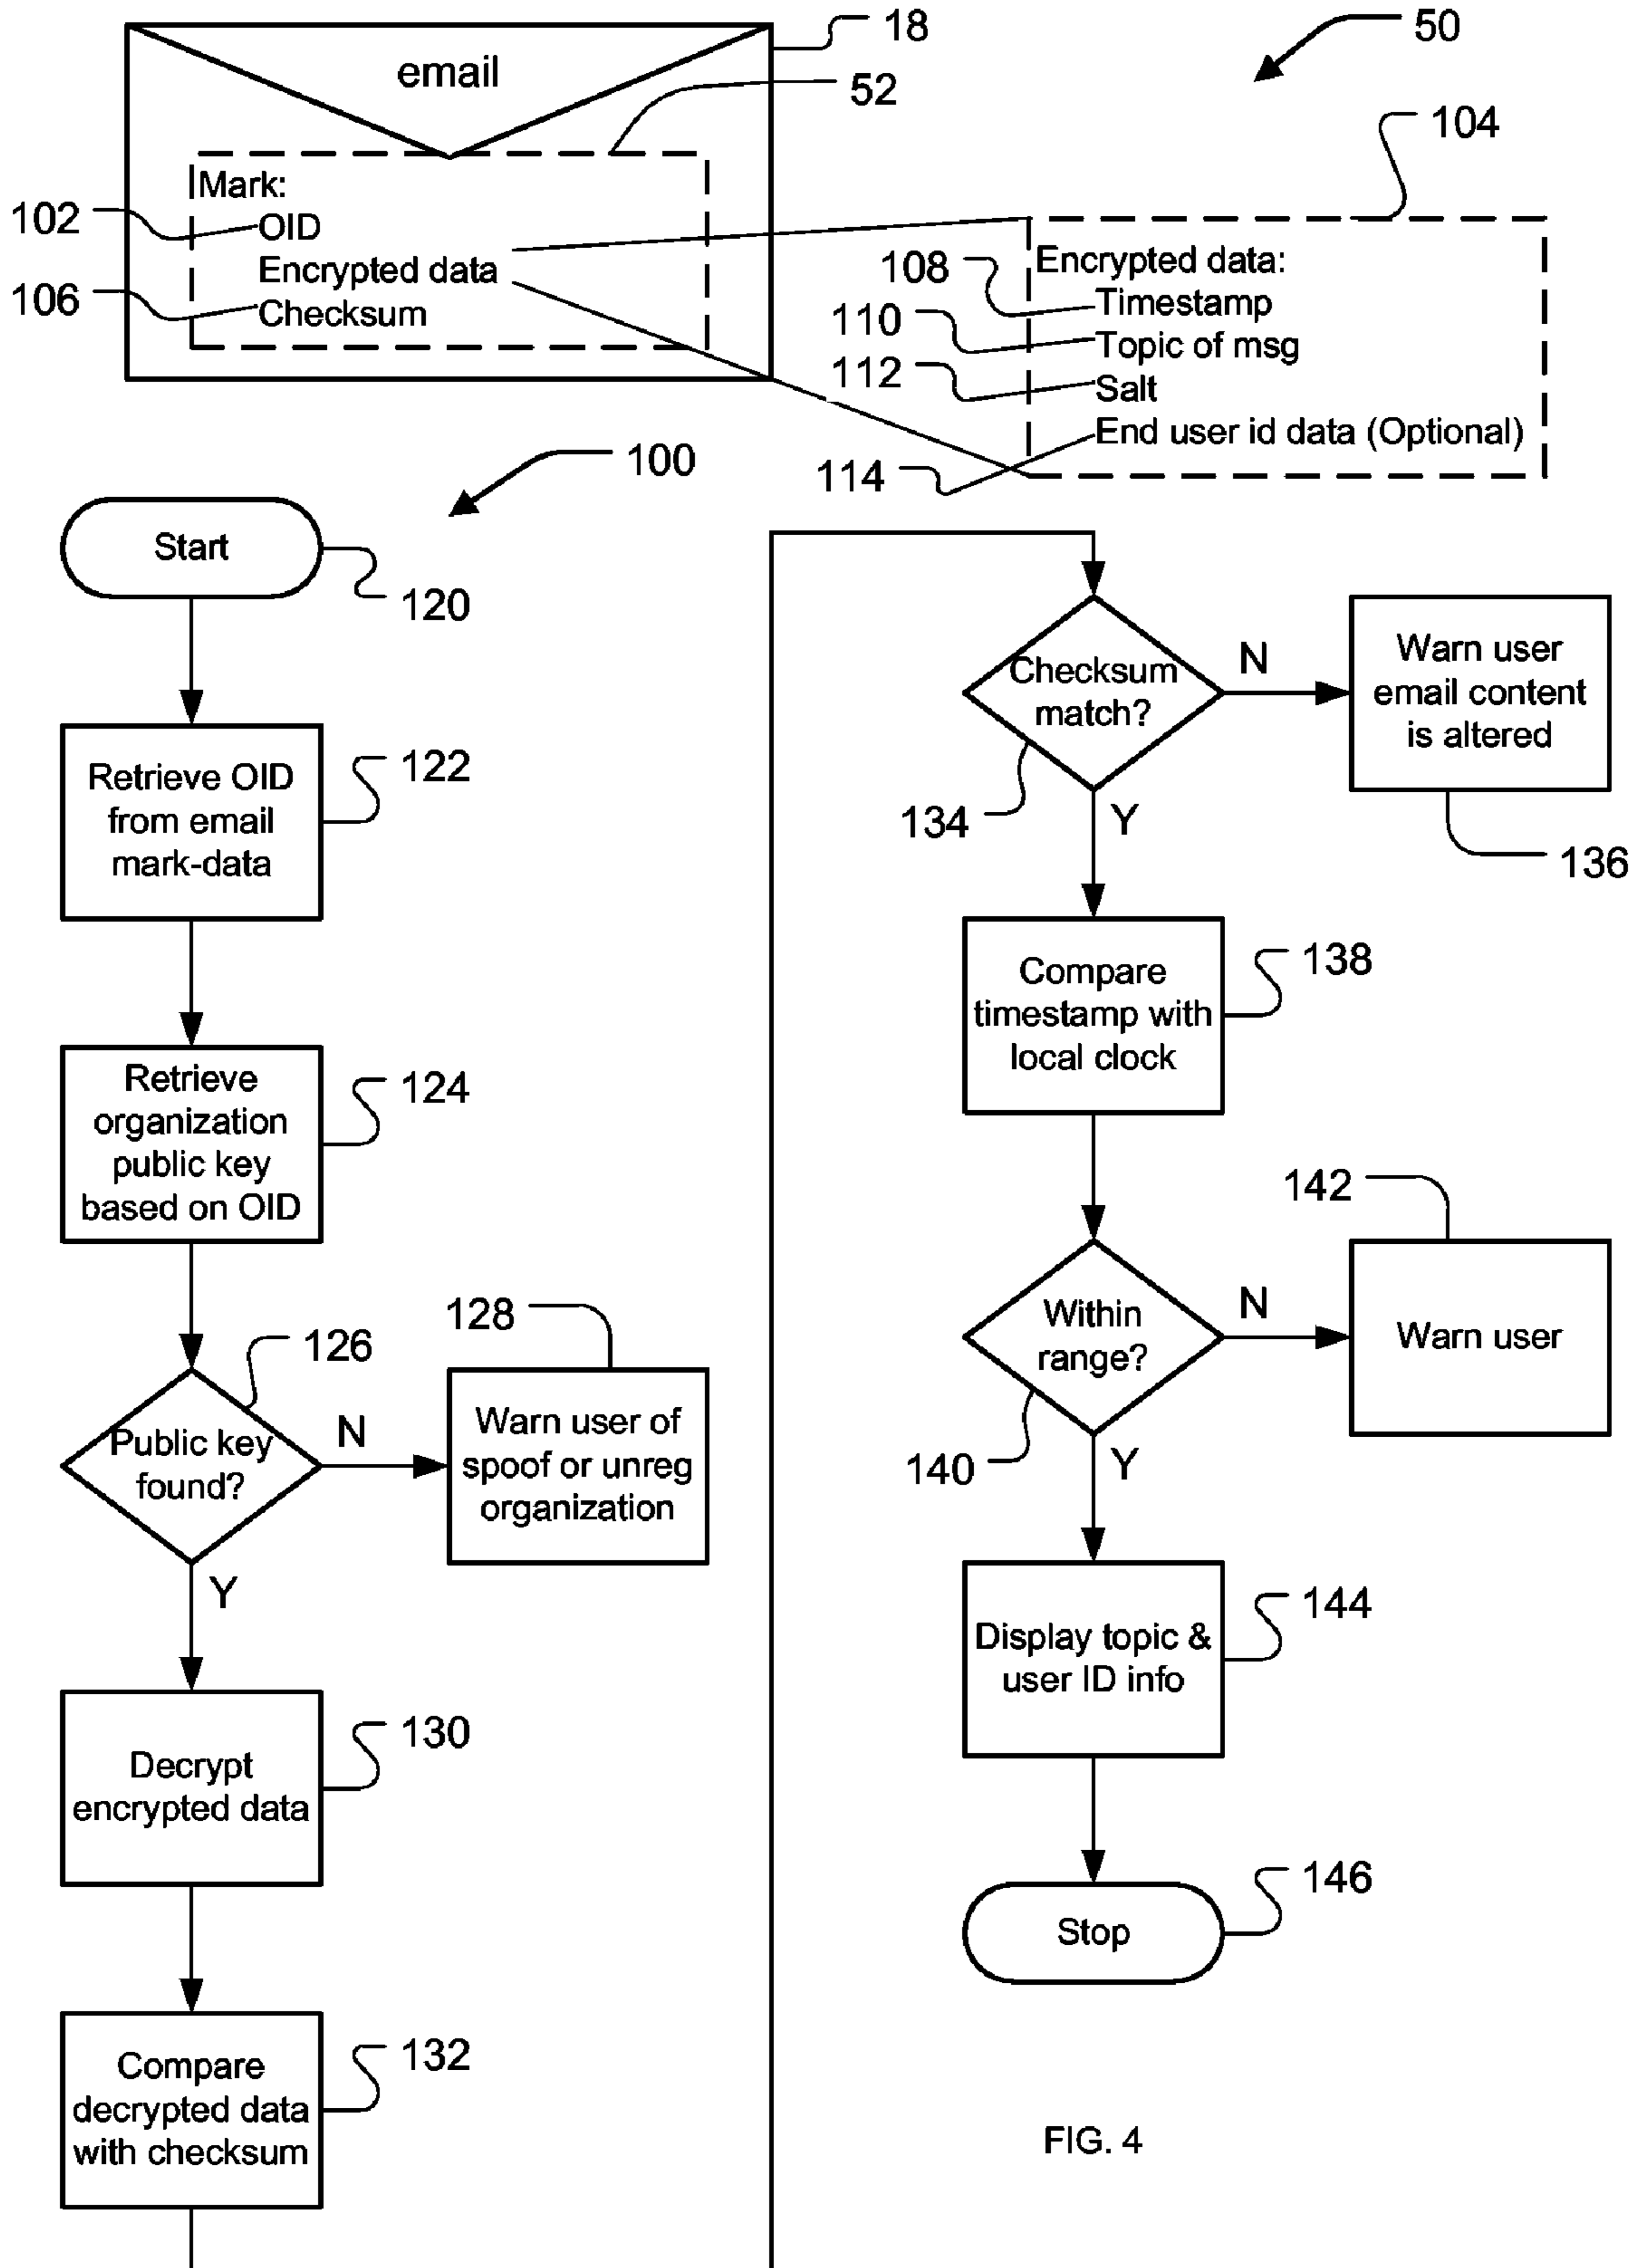 18
50
email
52
104
Mark:
102
OID
Encrypted data
106
Checksum
Encrypted data:
108
Timestamp
110
Topic of msg
112
Salt
End user id data (Optional)
114
100
Start
120
Retrieve OID
from email
mark-data
122
Retrieve
organization
public key
based on OID
124
126
Public key
found?
N
128
Warn user of
spoof or unreg
organization
Y
Decrypt
encrypted data
130
Compare
decrypted data
with checksum
132
Checksum
match?
134
N
Warn user
email content
is altered
136
Y
Compare
timestamp with
local clock
138
Within
range?
140
N
142
Warn user
Y
Display topic &
user ID info
144
Stop
146
FIG. 4